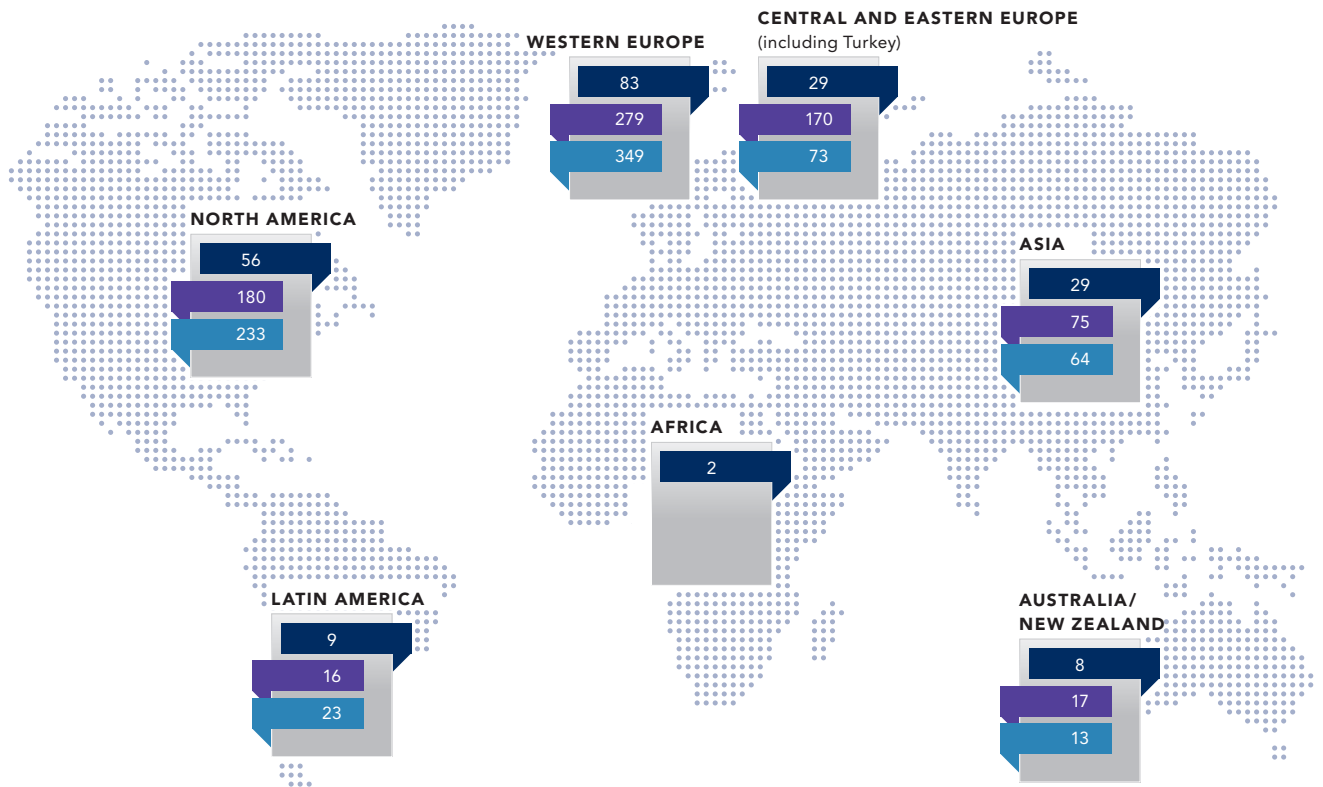 CENTRAL AND EASTERN EUROPE
(including Turkey)
29
170
73
WESTERN EUROPE
83
279
349
NORTH AMERICA
56
180
233
ASIA
29
75
64
AFRICA
2
LATIN AMERICA
9
16
23
AUSTRALIA/
NEW ZEALAND
8
17
13